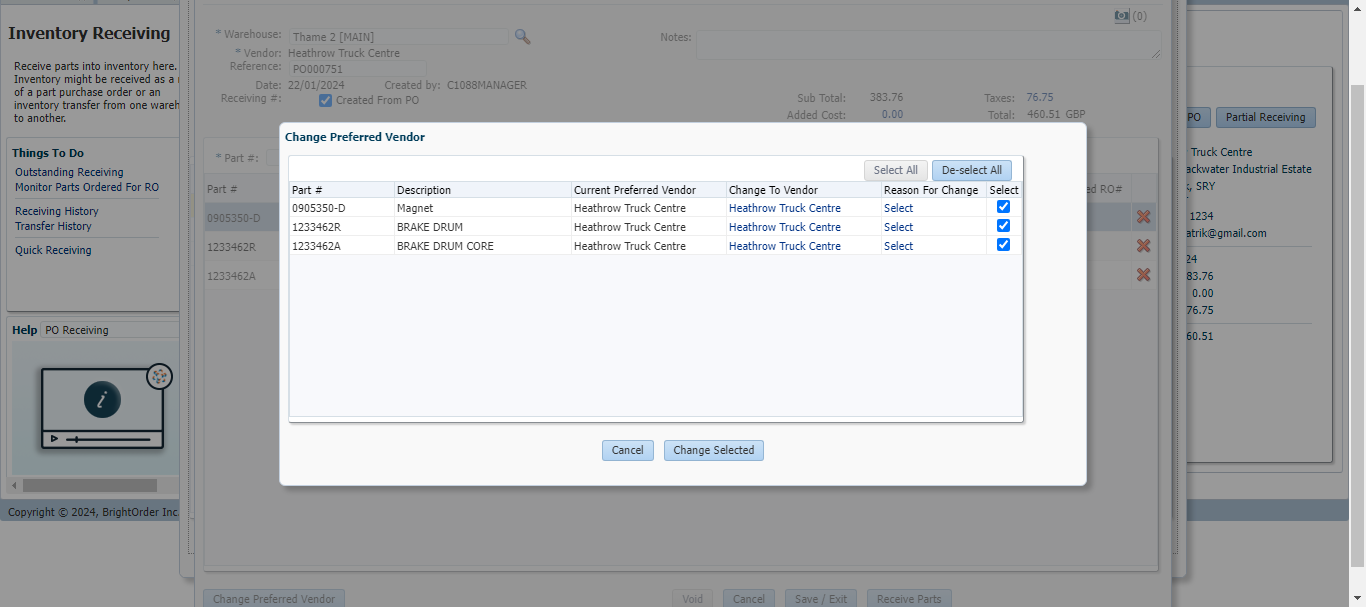 Inventory Receiving
Receive parts into inventory here.
Inventory might be received as a
of a part purchase order or an
inventory transfer from one wareh
to another.
Things To Do
Outstanding Receiving
Monitor Parts Ordered For RO
Receiving History
Transfer History
Quick Receiving
Help PO Receiving
Copyright © 2024, BrightOrder Inc.
(0)
* Warehouse: Thame 2 [MAIN]
Notes:
* Vendor: Heathrow Truck Centre
Reference: PO000751
Date: 22/01/2024 Created by: C1088MANAGER
Receiving #: Created From PO
Sub Total: 383.76 Taxes: 76.75
Added Cost: 0.00 Total: 460.51 GBP
* Part #:
Part #
ed RO#
0905350-D
1233462R
1233462A
Change Preferred Vendor
Select All De-select All
Part # Description Current Preferred Vendor Change To Vendor Reason For Change Select
0905350-D Magnet Heathrow Truck Centre Heathrow Truck Centre Select
1233462R BRAKE DRUM Heathrow Truck Centre Heathrow Truck Centre Select
1233462A BRAKE DRUM CORE Heathrow Truck Centre Heathrow Truck Centre Select
Cancel Change Selected
Change Preferred Vendor Void Cancel Save / Exit Receive Parts
PO Partial Receiving
Truck Centre
ackwater Industrial Estate
, SRY
1234
atrik@gmail.com
24
83.76
0.00
76.75
60.51